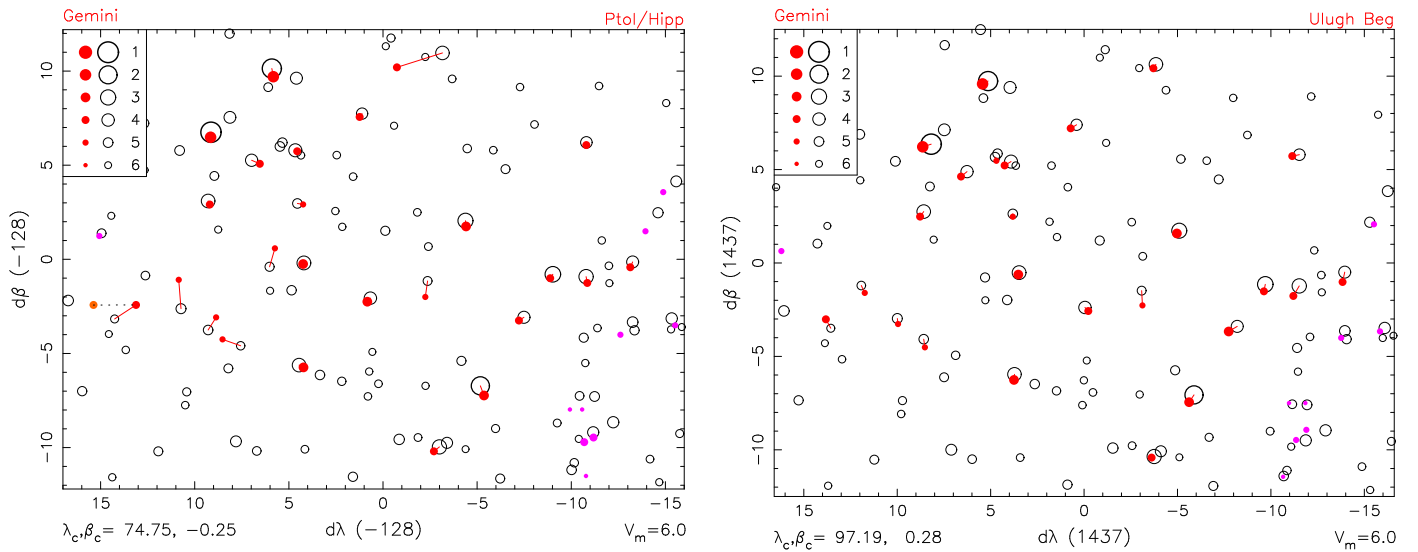 Gemini Ptol/Hipp
1
2
3
4
5
6
10
5
0
−5
−10
dβ (−128)
15 10 5 0 −5 −10 −15
λc,βc= 74.75, −0.25 dλ (−128) Vm=6.0
Gemini Ulugh Beg
1
2
3
4
5
6
10
5
0
−5
−10
dβ (1437)
15 10 5 0 −5 −10 −15
λc,βc= 97.19, 0.28 dλ (1437) Vm=6.0